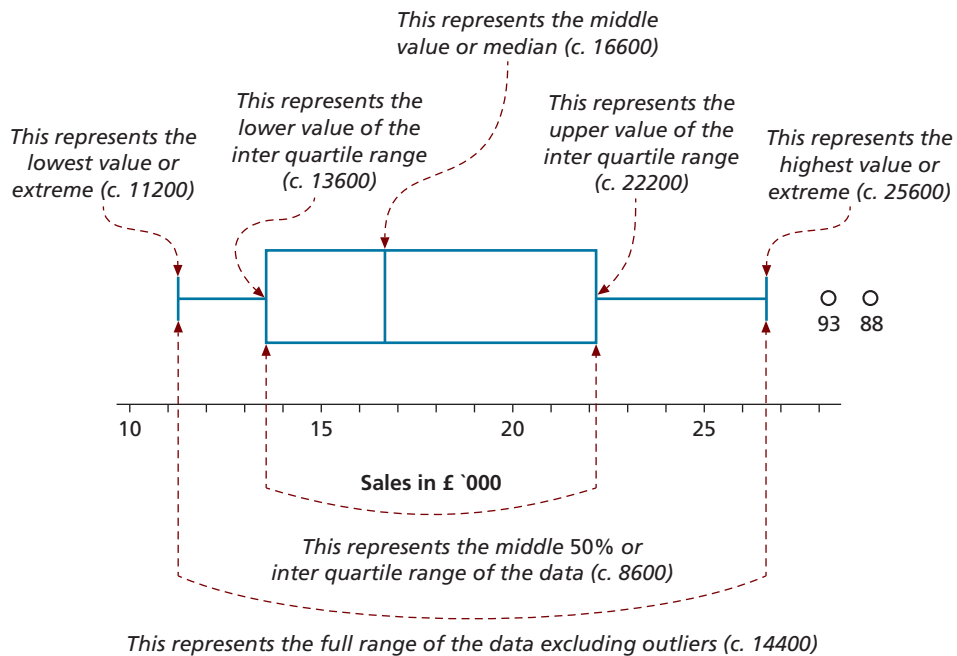 This represents the middle
value or median (c. 16600)
This represents the
lower value of the
inter quartile range
(c. 13600)
This represents the
upper value of the
inter quartile range
(c. 22200)
This represents the
lowest value or
extreme (c. 11200)
This represents the
highest value or
extreme (c. 25600)
93 88
10 15 20 25
Sales in £ `000
This represents the middle 50% or
inter quartile range of the data (c. 8600)
This represents the full range of the data excluding outliers (c. 14400)